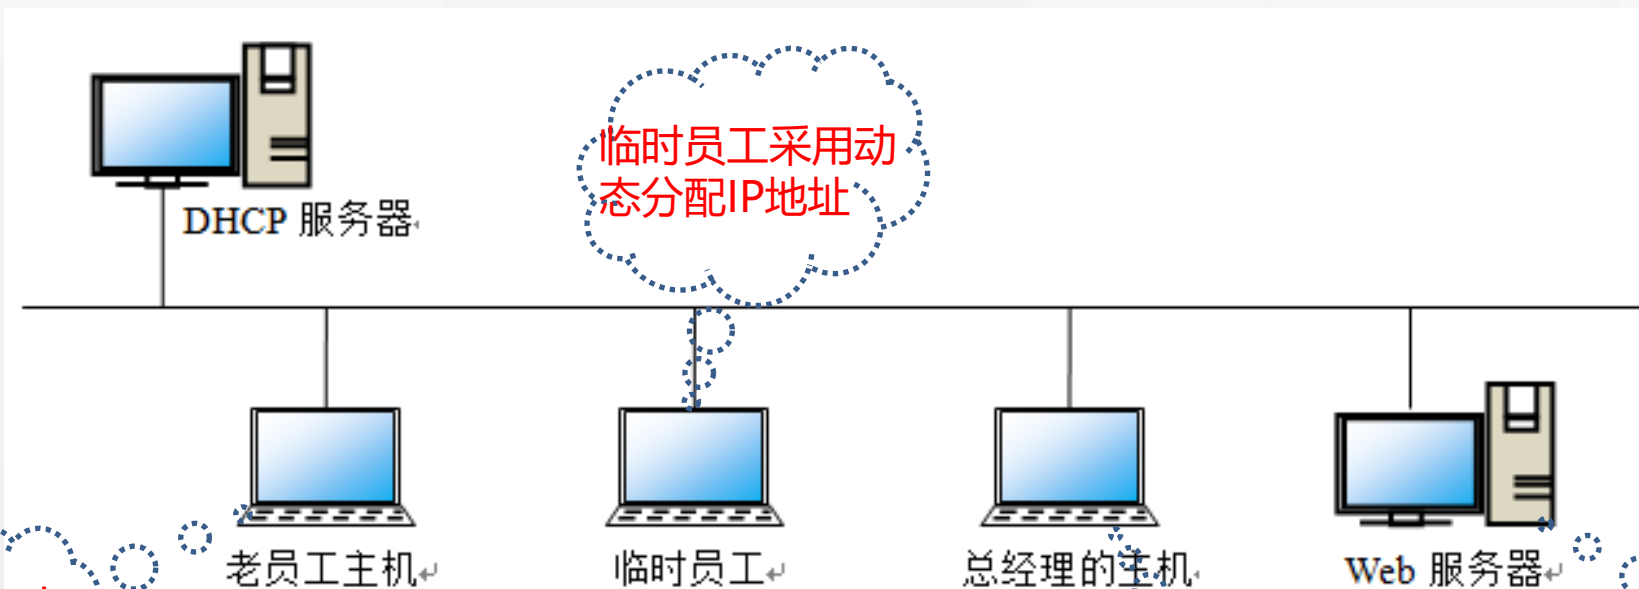 临时员工采用动
态分配IP地址
DHCP 服务器
老员工主机
临时员工
总经理的主机
Web 服务器